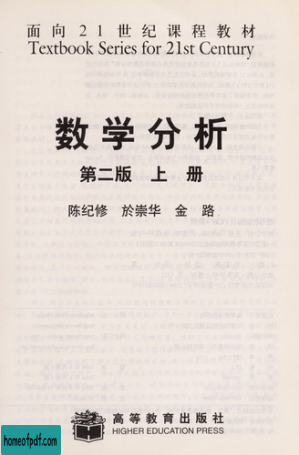 面向21世纪课程教材
Textbook Series for 21st Century
数学分析
第二版 上 册
陈纪修 於崇华 金 路
高等教育出版社
HIGHER EDUCATION PRESS
homeofpdf.com